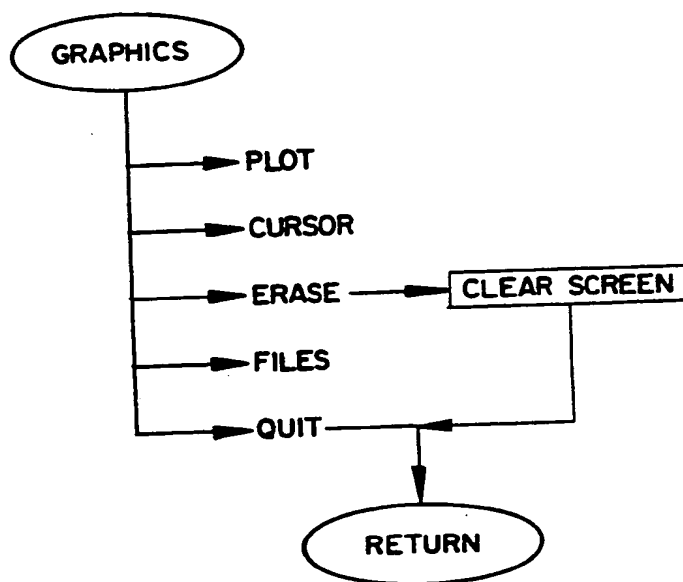 GRAPHICS
PLOT
CURSOR
ERASE
CLEAR SCREEN
FILES
QUIT
RETURN